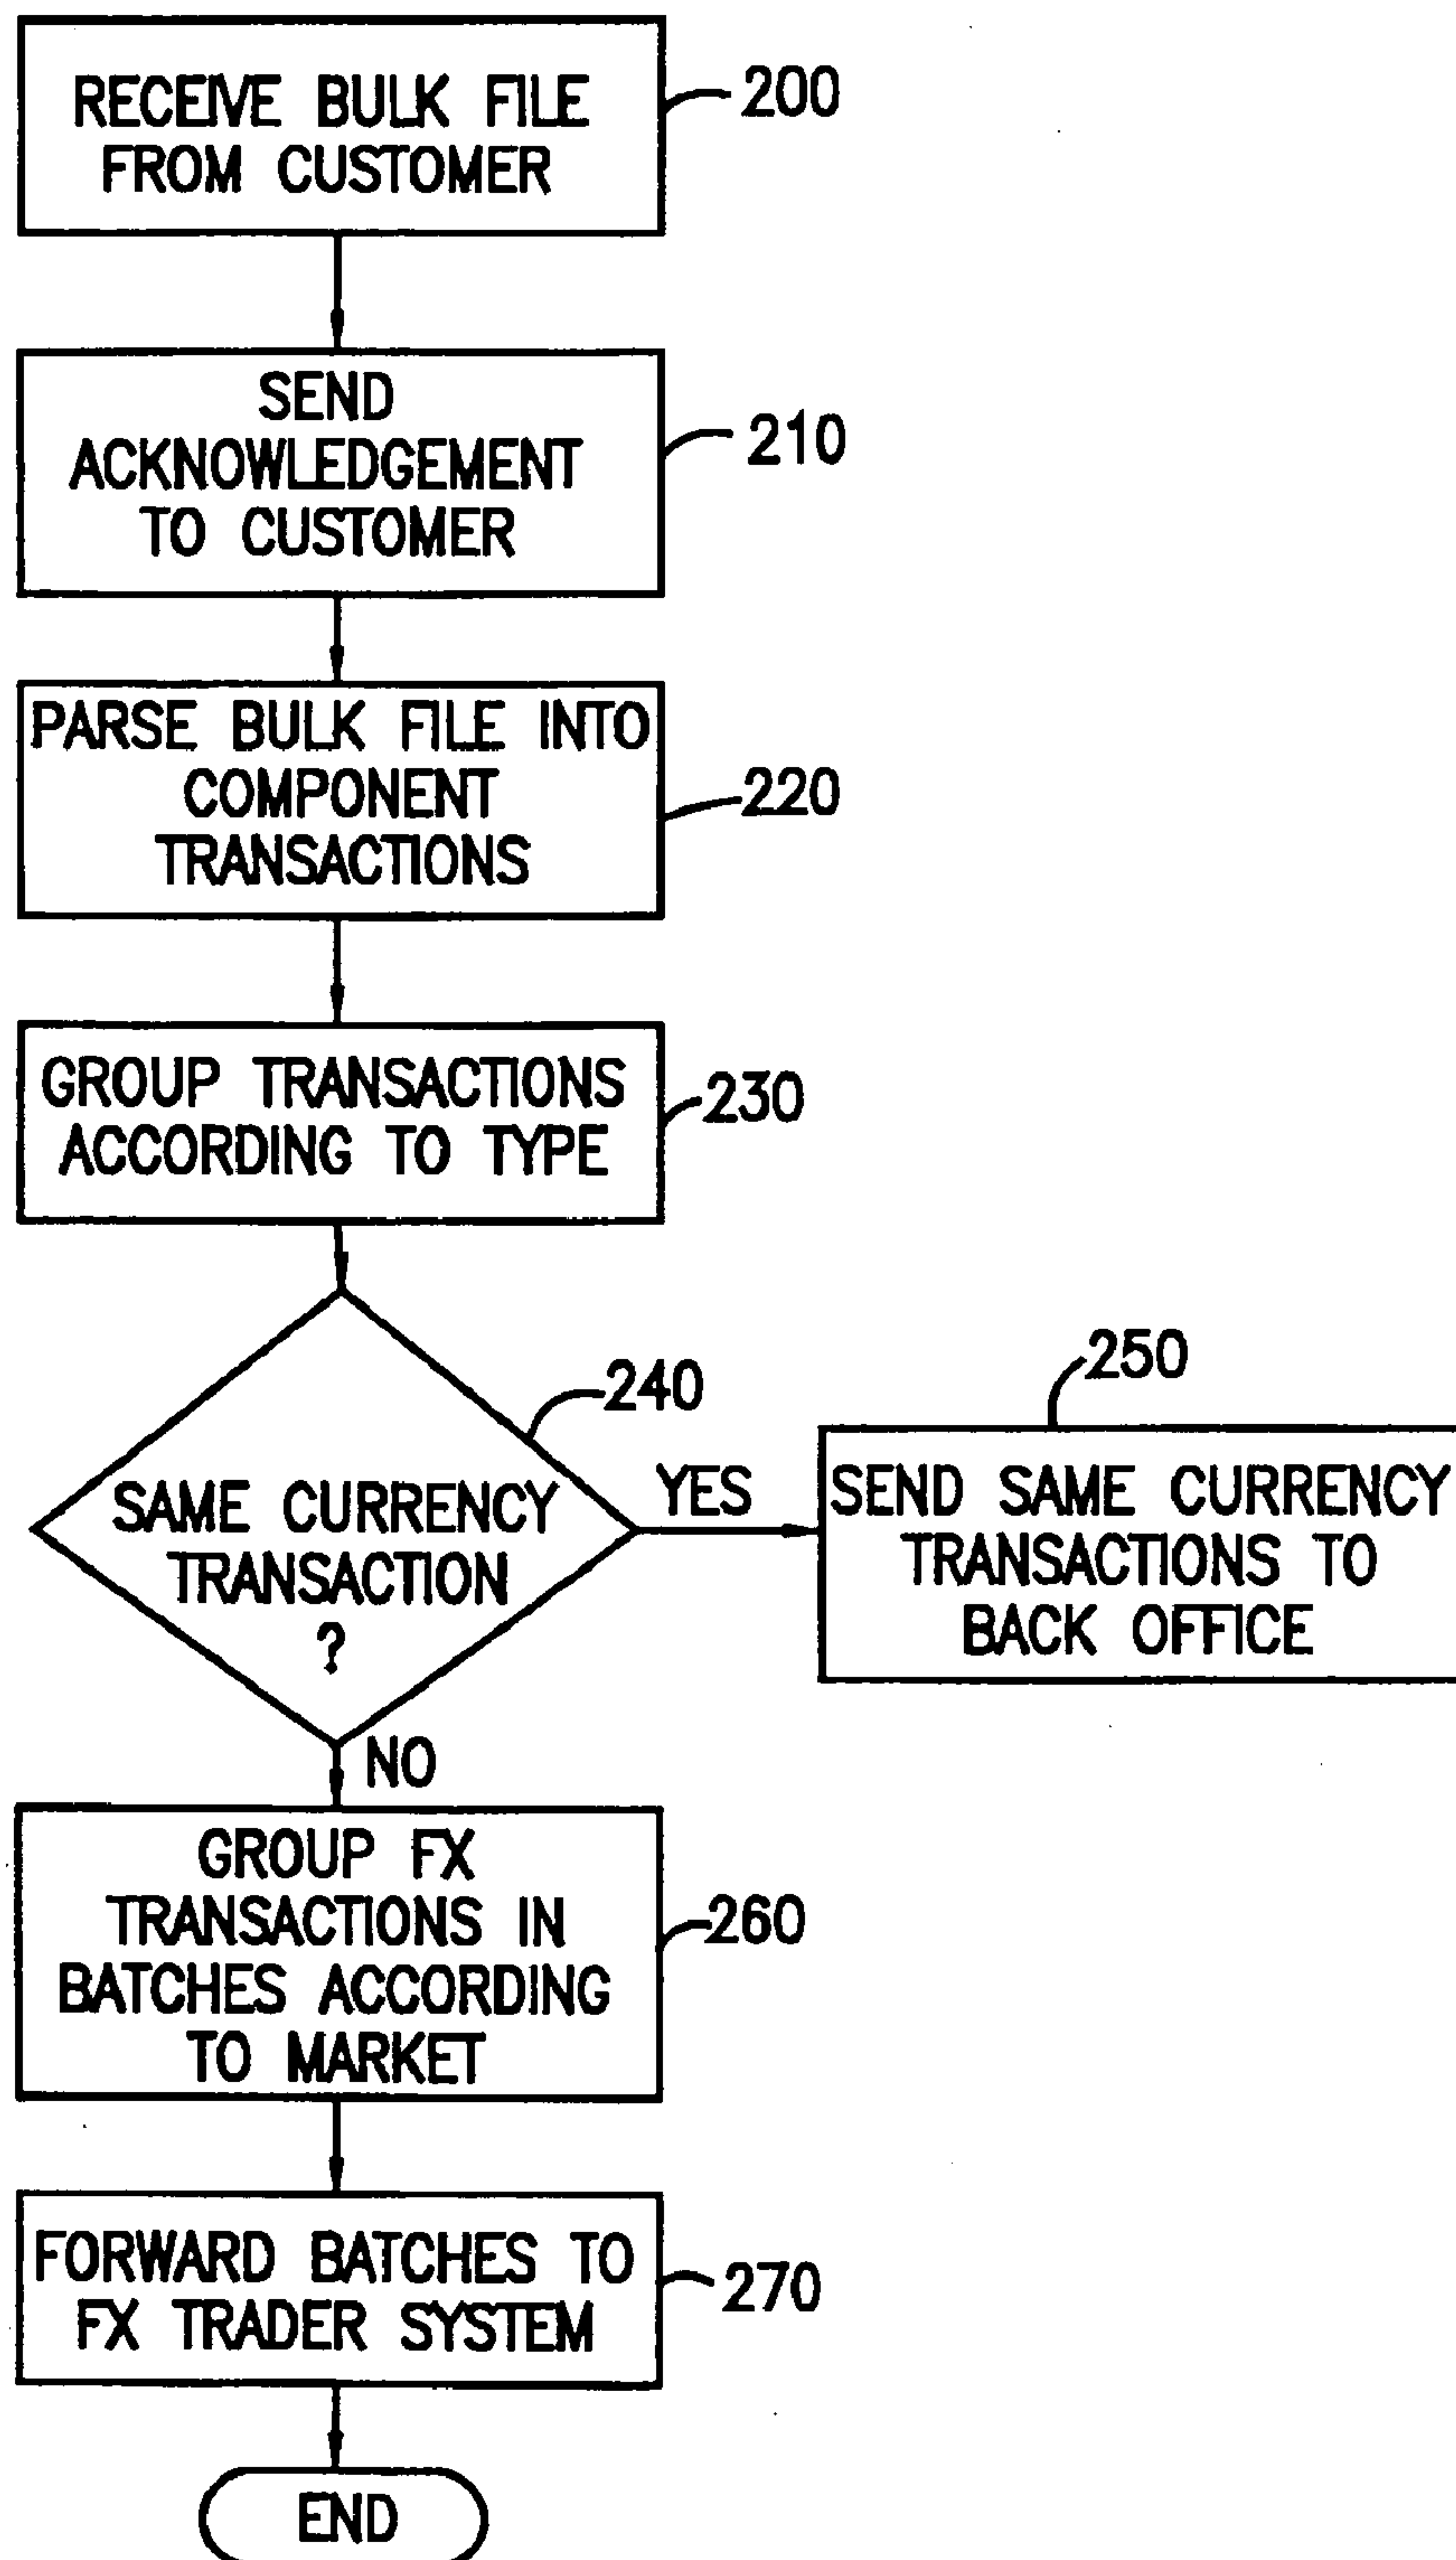 RECEIVE BULK FILE
FROM CUSTOMER
200
SEND
ACKNOWLEDGEMENT
TO CUSTOMER
210
PARSE BULK FILE INTO
COMPONENT
TRANSACTIONS
220
GROUP TRANSACTIONS
ACCORDING TO TYPE
230
SAME CURRENCY
TRANSACTION
?
240
YES
250
SEND SAME CURRENCY
TRANSACTIONS TO
BACK OFFICE
NO
GROUP FX
TRANSACTIONS IN
BATCHES ACCORDING
TO MARKET
260
FORWARD BATCHES TO
FX TRADER SYSTEM
270
END